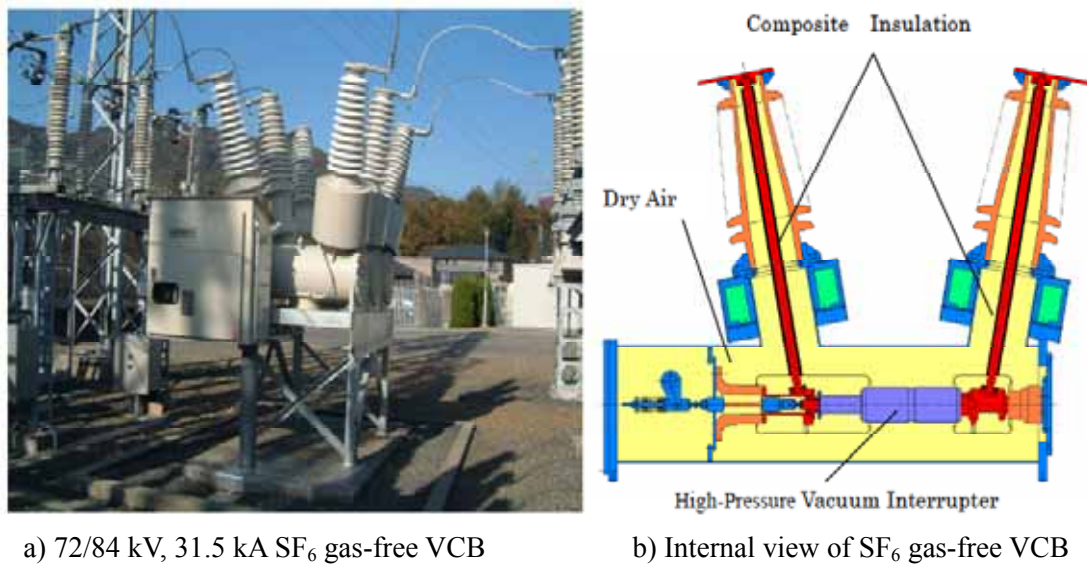 Composite Insulation
Dry Air
High-Pressure Vacuum Interrupter
a) 72/84 kV, 31.5 kA SF₆ gas-free VCB
b) Internal view of SF₆ gas-free VCB